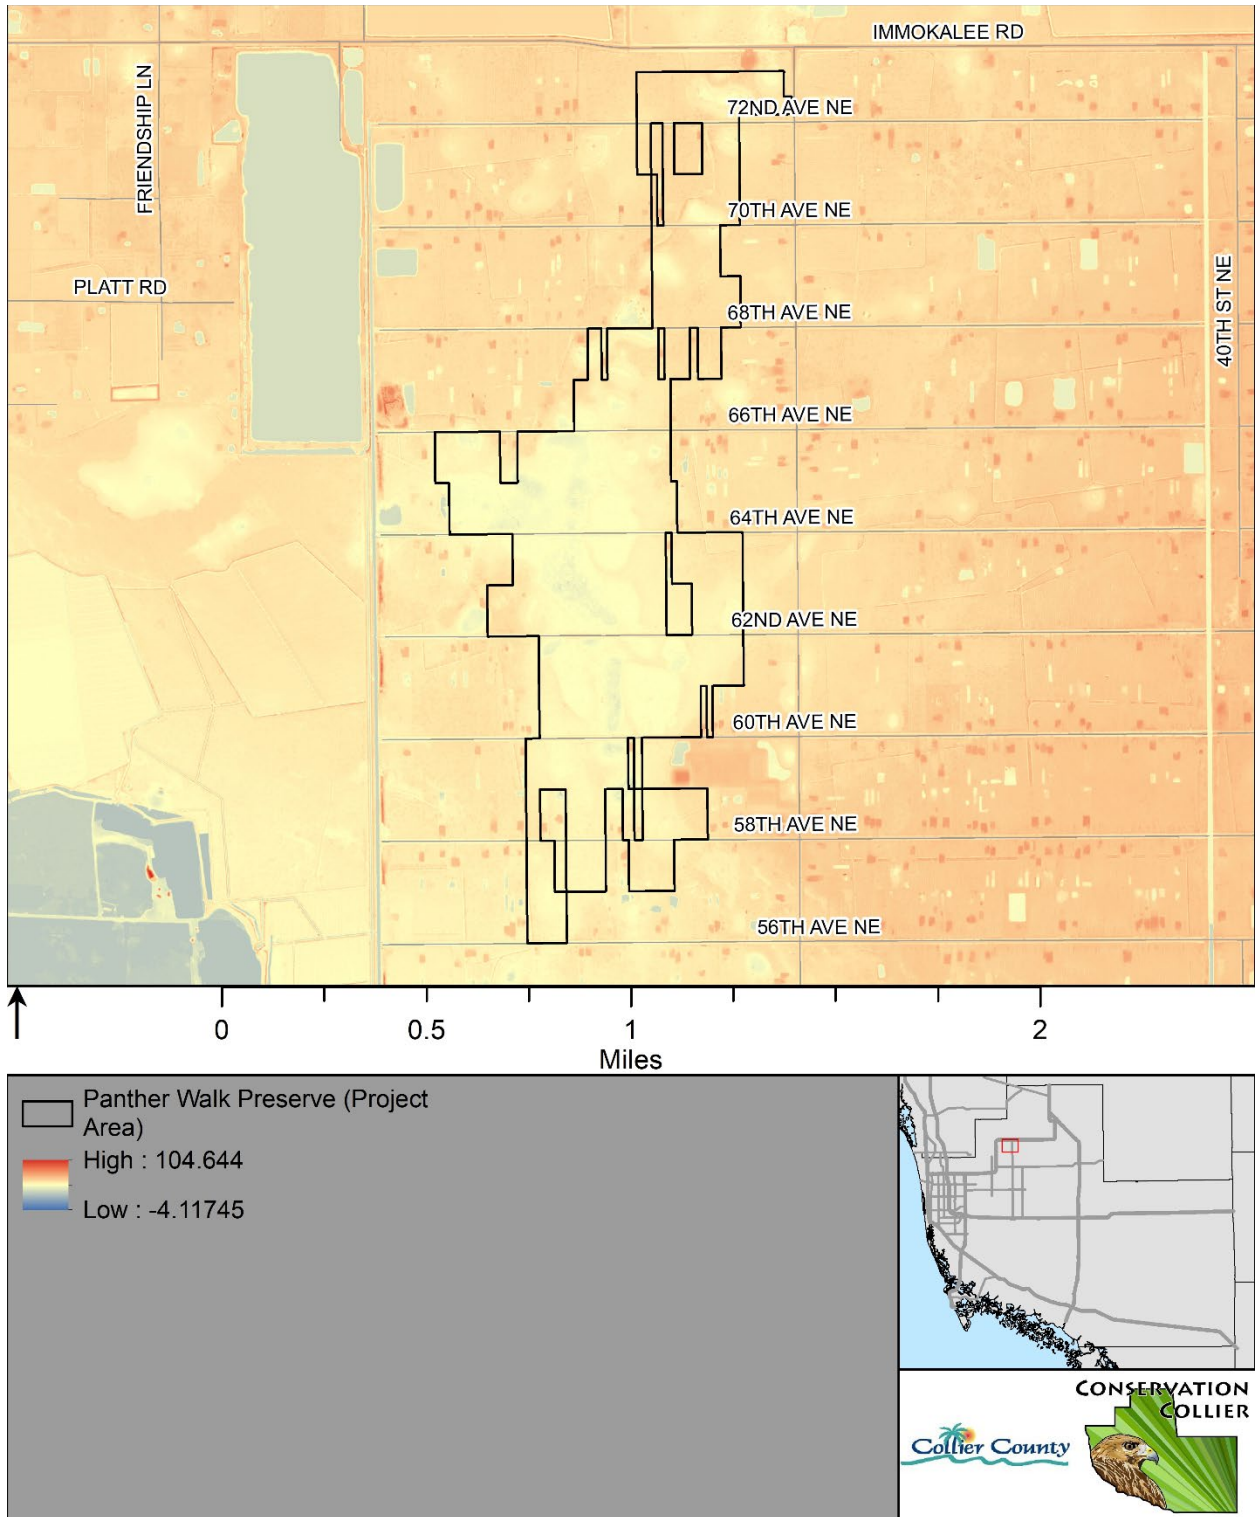 IMMOKALEE RD
FRIENDSHIP LN
72ND AVE NE
70TH AVE NE
PLATT RD
68TH AVE NE
40TH ST NE
66TH AVE NE
64TH AVE NE
62ND AVE NE
60TH AVE NE
58TH AVE NE
56TH AVE NE
0 0.5 1 2
Miles
Panther Walk Preserve (Project
Area)
High : 104.644
Low : -4.11745
CONSERVATION
COLLIER
Collier County